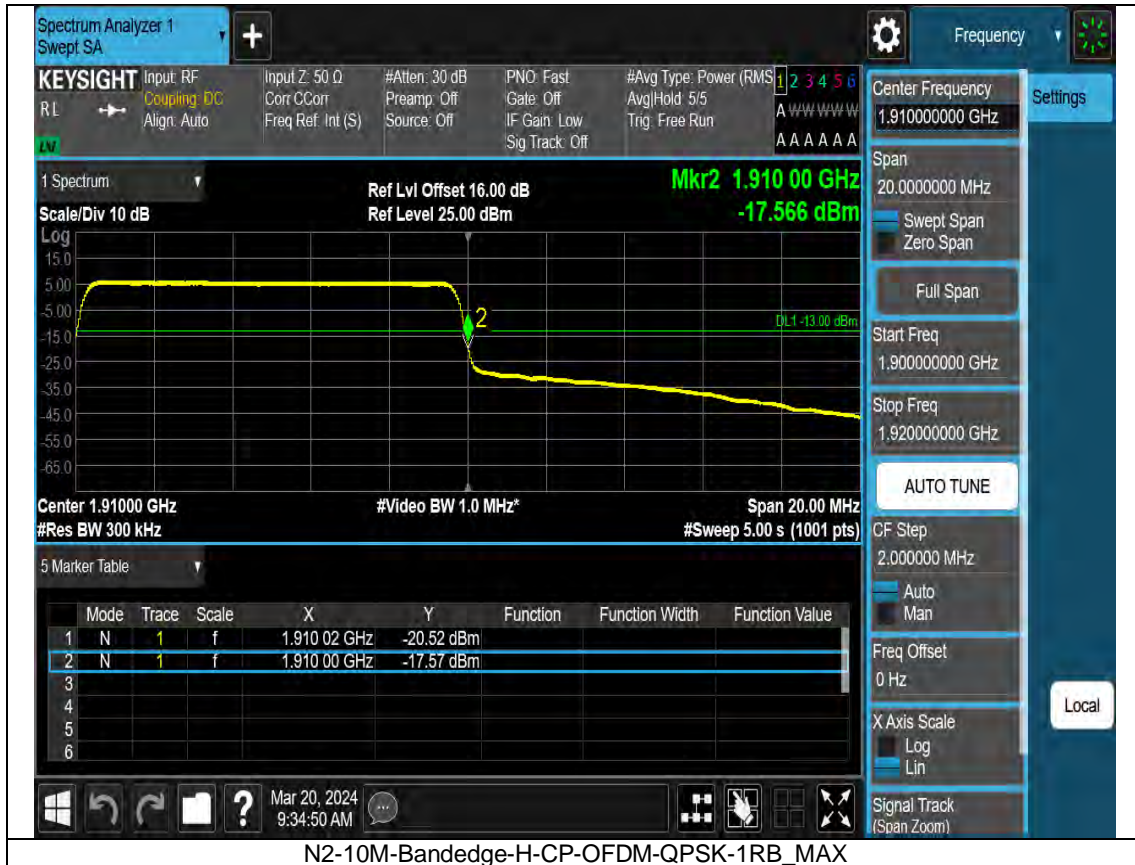 Spectrum Analyzer 1
Swept SA
+
Frequency
KEYSIGHT Input: RF Input Z: 50 Ω #Atten: 30 dB PNO: Fast #Avg Type: Power (RMS 1 2 3 4 5 6
RL Coupling: DC Corr CCorr Preamp: Off Gate: Off Avg|Hold: 5/5 A W W W W W
Align: Auto Freq Ref: Int (S) Source: Off IF Gain: Low Trig: Free Run
Sig Track: Off A A A A A A
Center Frequency
1.910000000 GHz
Settings
Span
20.0000000 MHz
Swept Span
Zero Span
Full Span
Start Freq
1.900000000 GHz
Stop Freq
1.920000000 GHz
AUTO TUNE
CF Step
2.000000 MHz
Auto
Man
Freq Offset
0 Hz
X Axis Scale
Log
Lin
Signal Track
(Span Zoom)
Local
1 Spectrum
Ref Lvl Offset 16.00 dB
Mkr2 1.910 00 GHz
Scale/Div 10 dB
Ref Level 25.00 dBm
-17.566 dBm
Log
15.0
5.00
-5.00
-15.0
-25.0
-35.0
-45.0
-55.0
-65.0
2
DL1 -13.00 dBm
Center 1.91000 GHz #Video BW 1.0 MHz* Span 20.00 MHz
#Res BW 300 kHz #Sweep 5.00 s (1001 pts)
5 Marker Table
Mode Trace Scale X Y Function Function Width Function Value
1 N 1 f 1.910 02 GHz -20.52 dBm
2 N 1 f 1.910 00 GHz -17.57 dBm
3
4
5
6
?
Mar 20, 2024
9:34:50 AM
N2-10M-Bandedge-H-CP-OFDM-QPSK-1RB_MAX